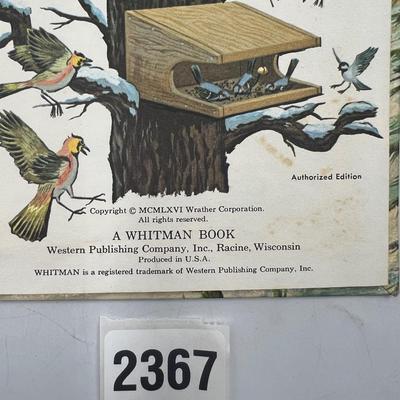 Authorized Edition
Copyright © MCMLXVI Wrather Corporation.
All rights reserved.
A WHITMAN BOOK
Western Publishing Company, Inc., Racine, Wisconsin
Produced in U.S.A.
WHITMAN is a registered trademark of Western Publishing Company, Inc.
2367